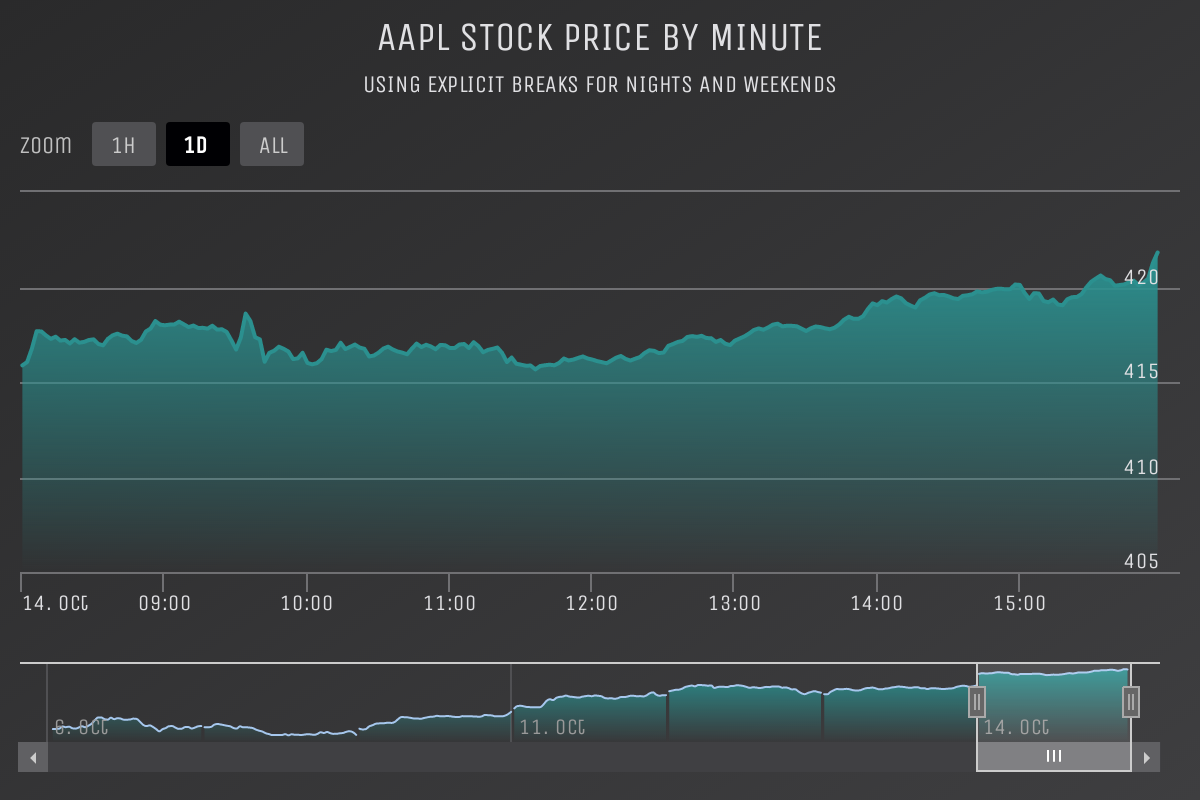 AAPL STOCK PRICE BY MINUTE
USING EXPLICIT BREAKS FOR NIGHTS AND WEEKENDS
Zoom 1H 1D ALL
420
415
410
405
14. Oct 09:00 10:00 11:00 12:00 13:00 14:00 15:00
Oct 11. Oct 14. Oct